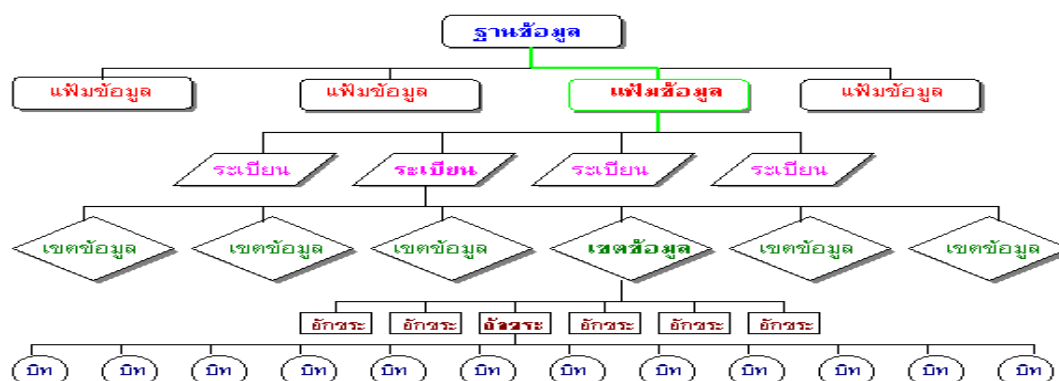 ฐานข้อมูล
แฟ้มข้อมูล แฟ้มข้อมูล แฟ้มข้อมูล แฟ้มข้อมูล
ระเบียน ระเบียน ระเบียน ระเบียน
เขตข้อมูล เขตข้อมูล เขตข้อมูล เขตข้อมูล เขตข้อมูล เขตข้อมูล
อักขระ อักขระ อักขระ อักขระ อักขระ อักขระ
บิท บิท บิท บิท บิท บิท บิท บิท บิท บิท บิท บิท